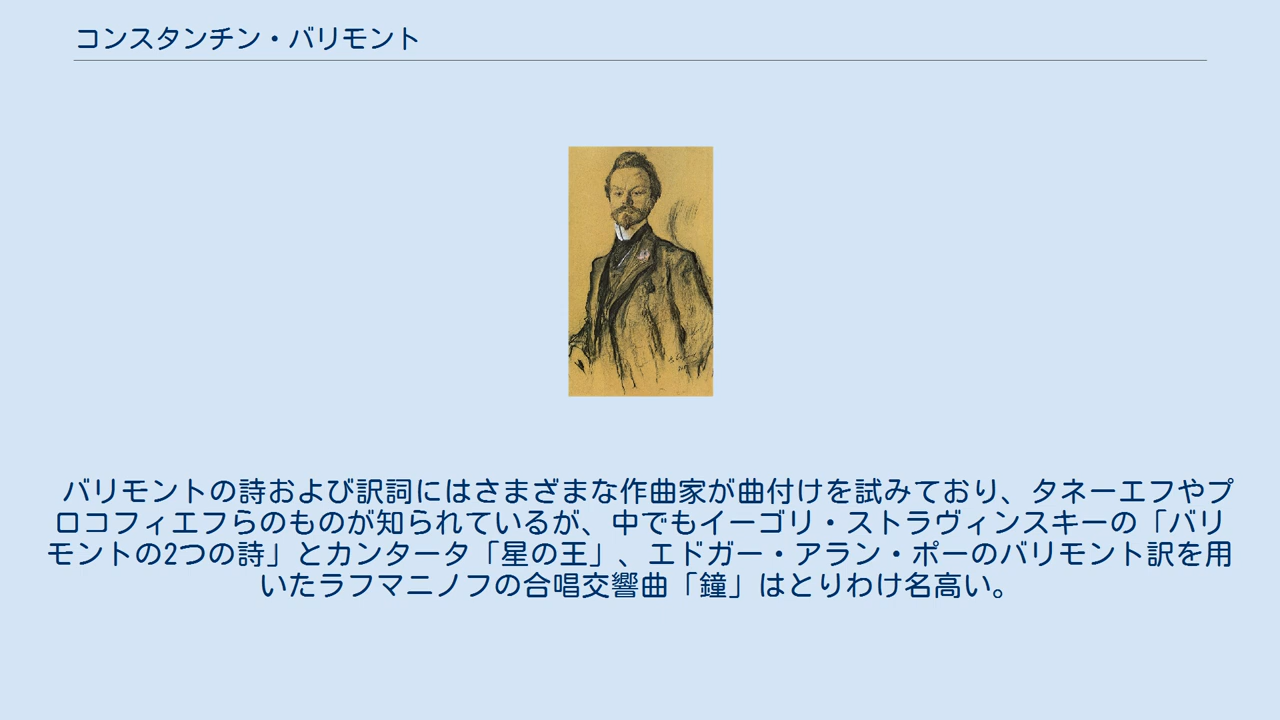 コンスタンチン・バリモント
バリモントの詩および訳詞にはさまざまな作曲家が曲付けを試みており、タネーエフやプ
ロコフィエフらのものが知られているが、中でもイーゴリ・ストラヴィンスキーの「バリ
モントの2つの詩」とカンタータ「星の王」、エドガー・アラン・ポーのバリモント訳を用
いたラフマニノフの合唱交響曲「鐘」はとりわけ名高い。